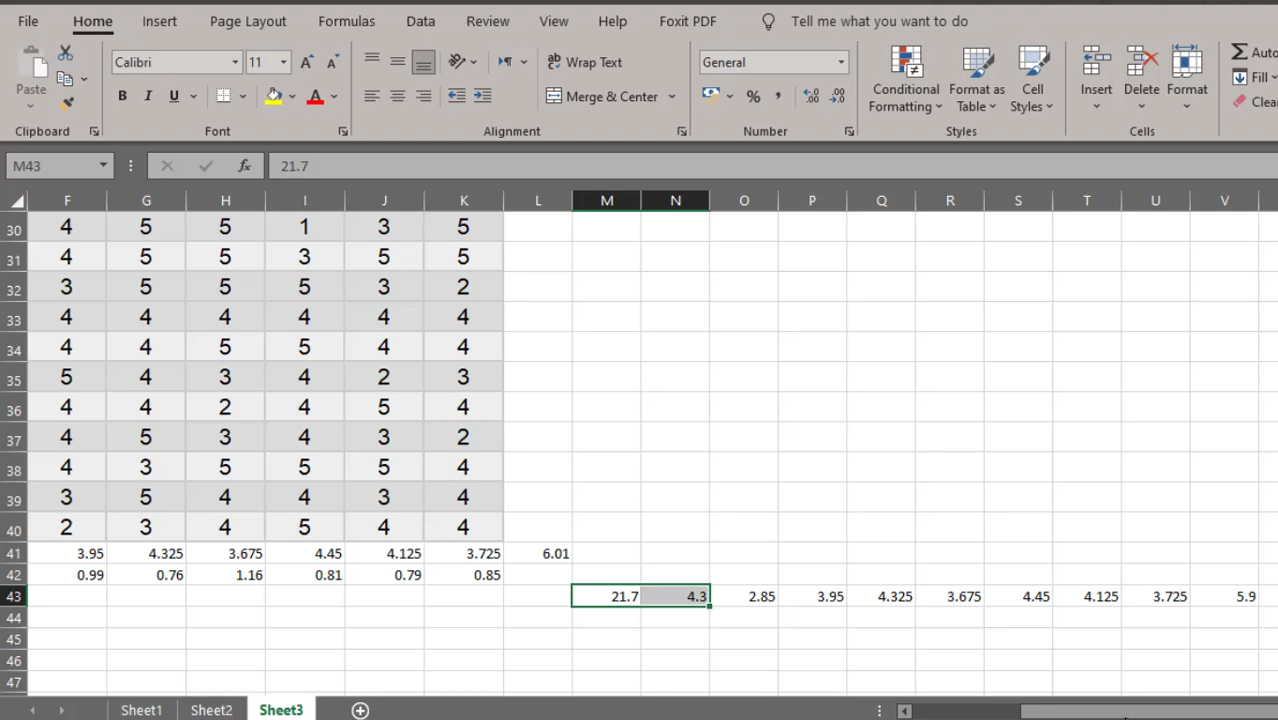 File Home Insert Page Layout Formulas Data Review View Help Foxit PDF Tell me what you want to do
Paste Calibri 11 B I U A Wrap Text Merge & Center General % , Conditional Formatting Format as Table Cell Styles Insert Delete Format Auto Fill Clea
Clipboard Font Alignment Number Styles Cells
M43 fx 21.7
F G H I J K L M N O P Q R S T U V
30 4 5 5 1 3 5
31 4 5 5 3 5 5
32 3 5 5 5 3 2
33 4 4 4 4 4 4
34 4 4 5 5 4 4
35 5 4 3 4 2 3
36 4 4 2 4 5 4
37 4 5 3 4 3 2
38 4 3 5 5 5 4
39 3 5 4 4 3 4
40 2 3 4 5 4 4
41 3.95 4.325 3.675 4.45 4.125 3.725 6.01
42 0.99 0.76 1.16 0.81 0.79 0.85
43 21.7 4.3 2.85 3.95 4.325 3.675 4.45 4.125 3.725 5.9
44
45
46
47
Sheet1 Sheet2 Sheet3